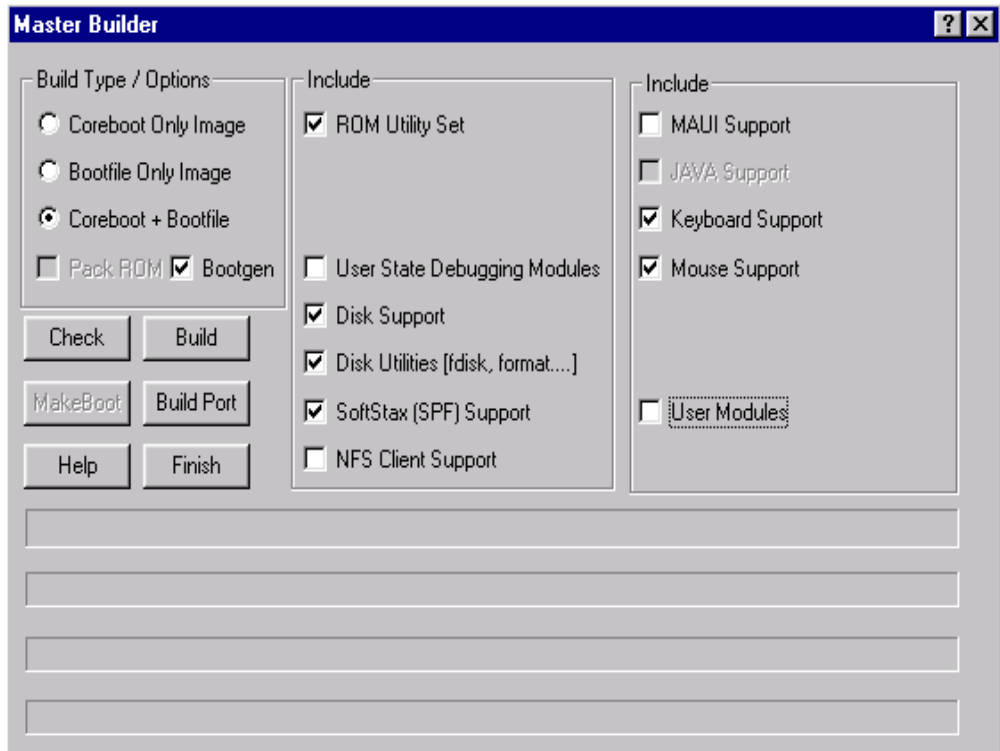 Master Builder
Build Type / Options
Coreboot Only Image
Bootfile Only Image
Coreboot + Bootfile
Pack ROM
Bootgen
Check
Build
MakeBoot
Build Port
Help
Finish
Include
ROM Utility Set
User State Debugging Modules
Disk Support
Disk Utilities [fdisk, format....]
SoftStax (SPF) Support
NFS Client Support
Include
MAUI Support
JAVA Support
Keyboard Support
Mouse Support
User Modules